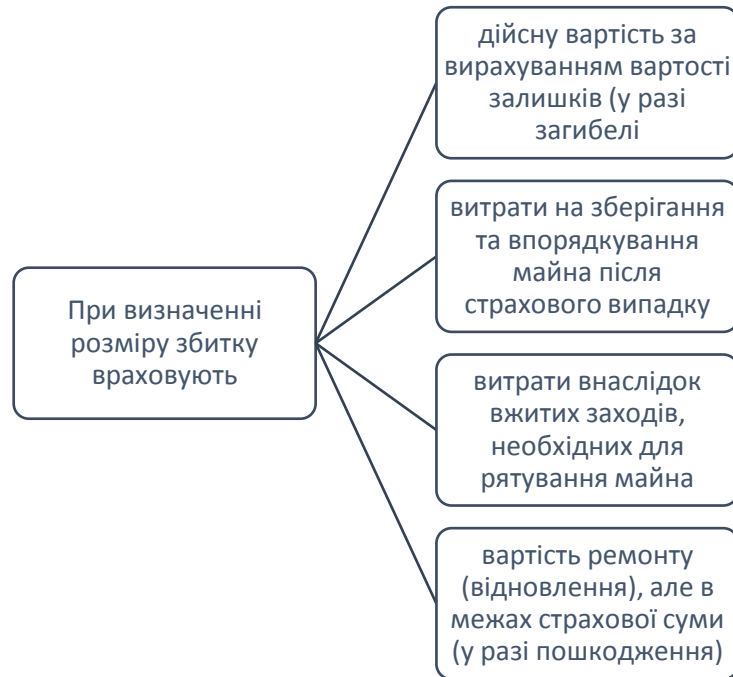 При визначенні
розміру збитку
враховують
дійсну вартість за
вирахуванням вартості
залишків (у разі
загибелі
витрати на зберігання
та впорядкування
майна після
страхового випадку
витрати внаслідок
вжитих заходів,
необхідних для
рятування майна
вартість ремонту
(відновлення), але в
межах страхової суми
(у разі пошкодження)